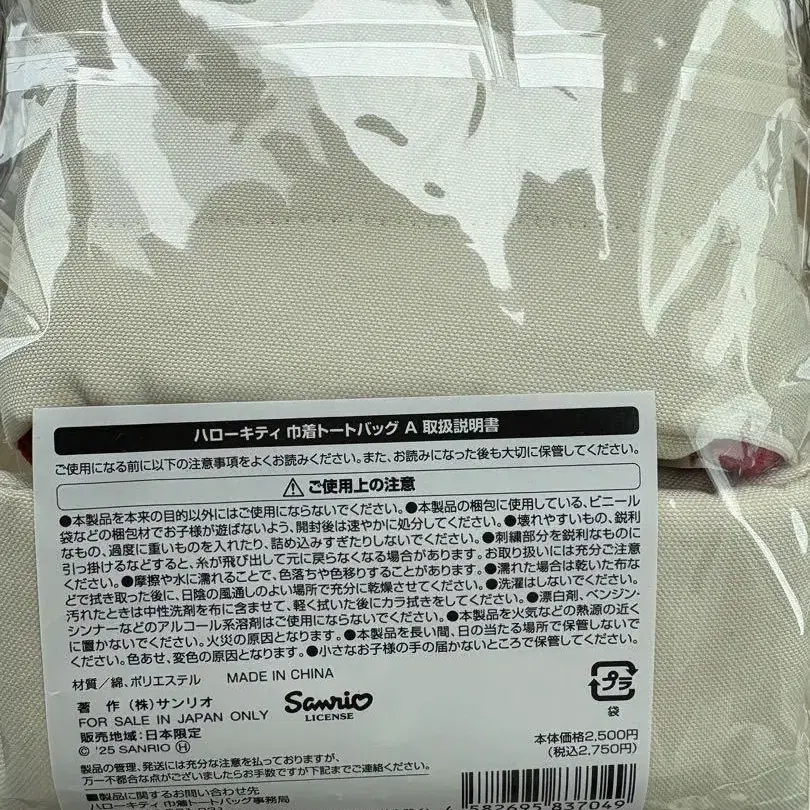 ハローキティ 巾着トートバッグ A 取扱説明書
ご使用になる前に以下の注意事項をよくお読みください。また、お読みになった後も大切に保管してください。
⚠ご使用上の注意
●本製品を本来の目的以外にはご使用にならないでください。●本製品の梱包に使用している、ビニール
袋などの梱包材でお子様が遊ばないよう、開封後は速やかに処分してください。●壊れやすいもの、鋭利
なもの、過度に重いものを入れたり、詰め込みすぎたりしないでください。●刺繍部分を鋭利なものに
引っ掛けるなどすると、糸が飛び出して元に戻らなくなる場合があります。お取り扱いには充分ご注意
ください。●摩擦や水に濡れることで、色落ちや色移りすることがあります。●濡れた場合は乾いた布な
どで拭き取った後に、日陰の風通しのよい場所で充分に乾燥させてください。●洗濯はしないでください。
汚れたときは中性洗剤を布に含ませて、軽く拭いた後にカラ拭きをしてください。●漂白剤、ベンジン・
シンナーなどのアルコール系溶剤はご使用にならないでください。●本製品を火気などの熱源の近く
に置かないでください。火災の原因となります。●本製品を長い間、日の当たる場所で保管しないで
ください。色あせ、変色の原因となります。●小さなお子様の手の届かないところで保管してください。
材質/綿、ポリエステル MADE IN CHINA
著 作 (株)サンリオ
FOR SALE IN JAPAN ONLY
販売地域:日本限定
© '25 SANRIO Ⓗ
Sanrio
LICENSE
プラ
袋
本体価格2,500円
(税込2,750円)
製品の管理、発送には充分な注意を払っておりますが、
万一不都合な点がございましたらお手数ですが下記までご連絡ください。
■製品に関するお問い合わせ先
ハローキティ 巾着トートバッグ事務局
4 582695 837049